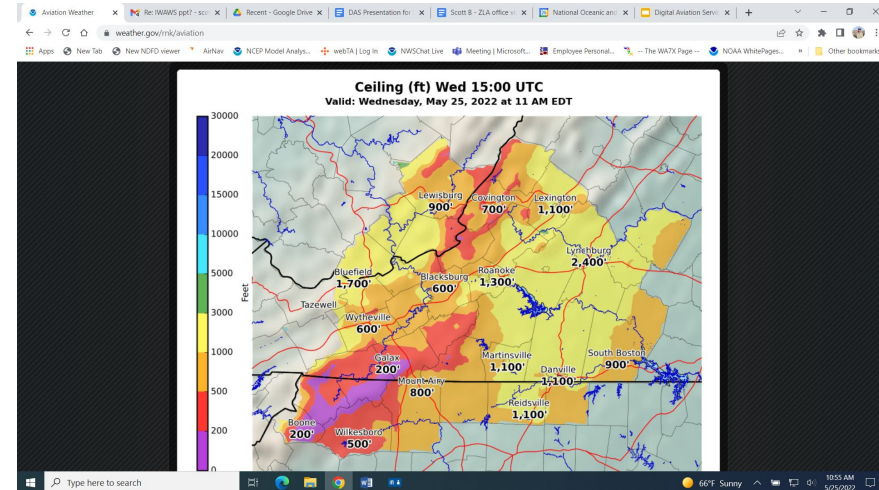 Aviation Weather
Re: IWAWS ppt? - sco
Recent - Google Drive
DAS Presentation for
Scott B - ZLA office vi
National Oceanic and
Digital Aviation Servic
weather.gov/rnk/aviation
Apps
New Tab
New NDFD viewer
AirNav
NCEP Model Analys...
webTA | Log In
NWSChat Live
Meeting | Microsoft...
Employee Personal...
-- The WA7X Page --
NOAA WhitePages...
»
Other bookmarks
Ceiling (ft) Wed 15:00 UTC
Valid: Wednesday, May 25, 2022 at 11 AM EDT
30000
20000
15000
10000
5000
3000
1000
500
200
0
Feet
Lewisburg
900'
Covington
700'
Lexington
1,100'
Lynchburg
2,400'
Bluefield
1,700'
Blacksburg
600'
Roanoke
1,300'
Tazewell
Wytheville
600'
Galax
200'
Martinsville
1,100'
Danville
1,100'
South Boston
900'
Mount Airy
800'
Reidsville
1,100'
Boone
200'
Wilkesboro
500'
Type here to search
66°F Sunny
10:55 AM
5/25/2022